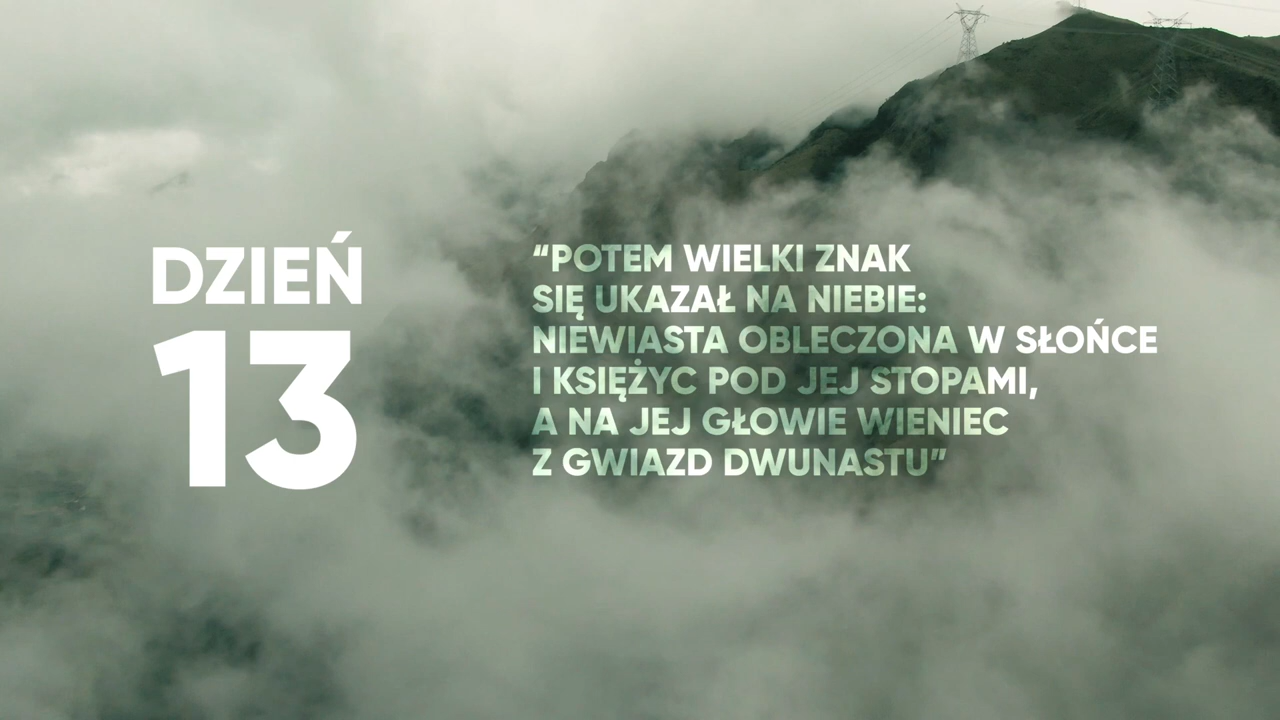 DZIEŃ
13
“POTEM WIELKI ZNAK
SIĘ UKAZAŁ NA NIEBIE:
NIEWIASTA OBLECZONA W SŁOŃCE
I KSIĘŻYC POD JEJ STOPAMI,
A NA JEJ GŁOWIE WIENIEC
Z GWIAZD DWUNASTU”